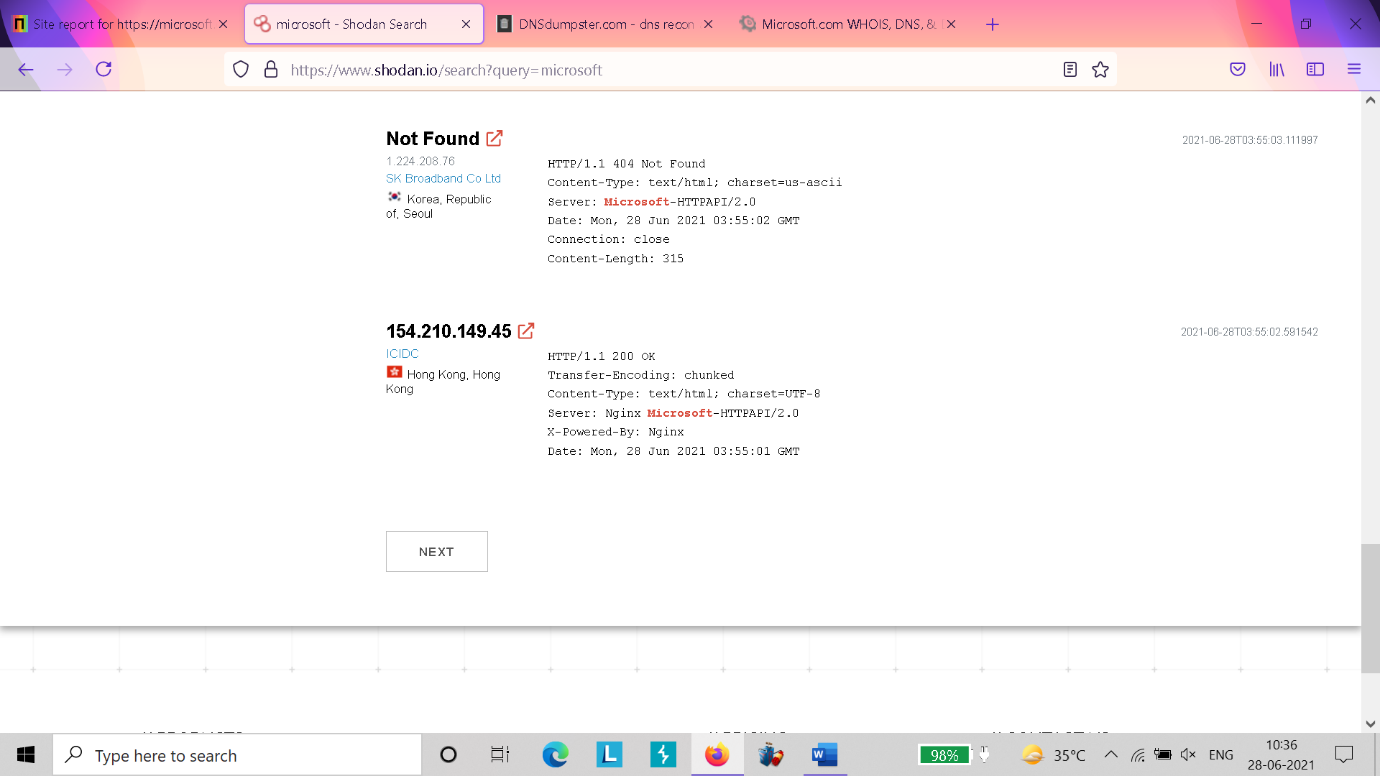 Site report for https://microsoft
microsoft - Shodan Search
DNSdumpster.com - dns recon
Microsoft.com WHOIS, DNS, &
https://www.shodan.io/search?query=microsoft
Not Found
2021-06-28T03:55:03.111997
1.224.208.76
SK Broadband Co Ltd
Korea, Republic
of, Seoul
HTTP/1.1 404 Not Found
Content-Type: text/html; charset=us-ascii
Server: Microsoft-HTTPAPI/2.0
Date: Mon, 28 Jun 2021 03:55:02 GMT
Connection: close
Content-Length: 315
154.210.149.45
2021-06-28T03:55:02.591542
ICIDC
Hong Kong, Hong
Kong
HTTP/1.1 200 OK
Transfer-Encoding: chunked
Content-Type: text/html; charset=UTF-8
Server: Nginx Microsoft-HTTPAPI/2.0
X-Powered-By: Nginx
Date: Mon, 28 Jun 2021 03:55:01 GMT
NEXT
Type here to search
98%
35°C
ENG
10:36
28-06-2021